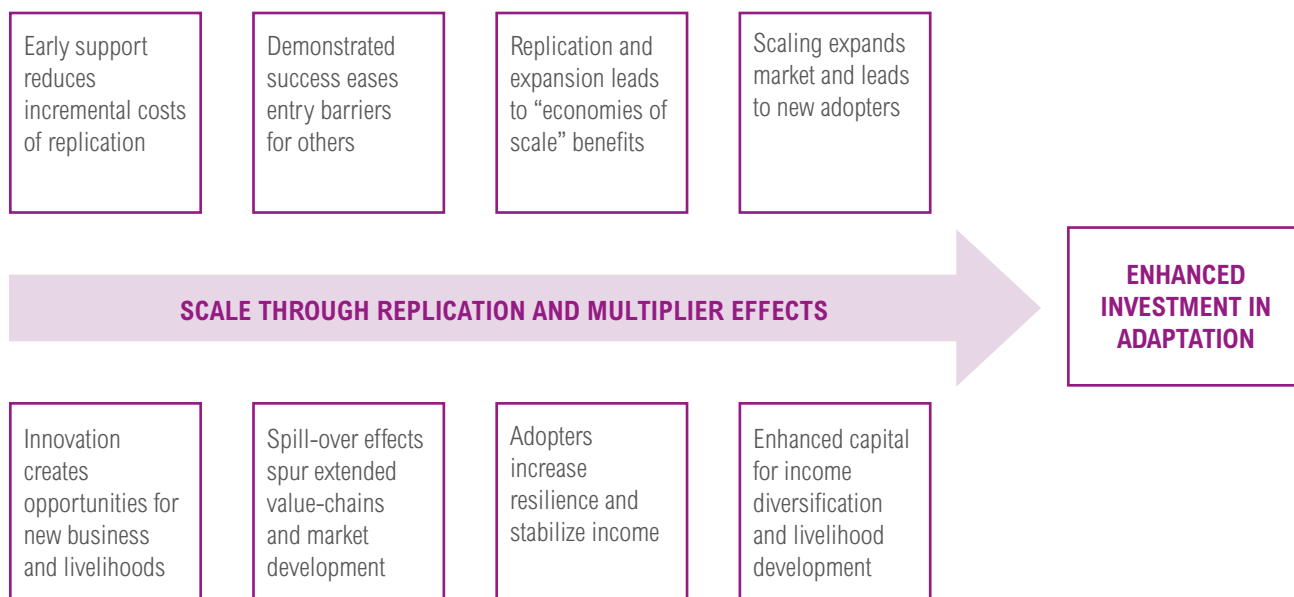 Early support
reduces
incremental costs
of replication
Demonstrated
success eases
entry barriers
for others
Replication and
expansion leads
to “economies of
scale” benefits
Scaling expands
market and leads
to new adopters
SCALE THROUGH REPLICATION AND MULTIPLIER EFFECTS
ENHANCED
INVESTMENT IN
ADAPTATION
Innovation
creates
opportunities for
new business
and livelihoods
Spill-over effects
spur extended
value-chains
and market
development
Adopters
increase
resilience and
stabilize income
Enhanced capital
for income
diversification
and livelihood
development